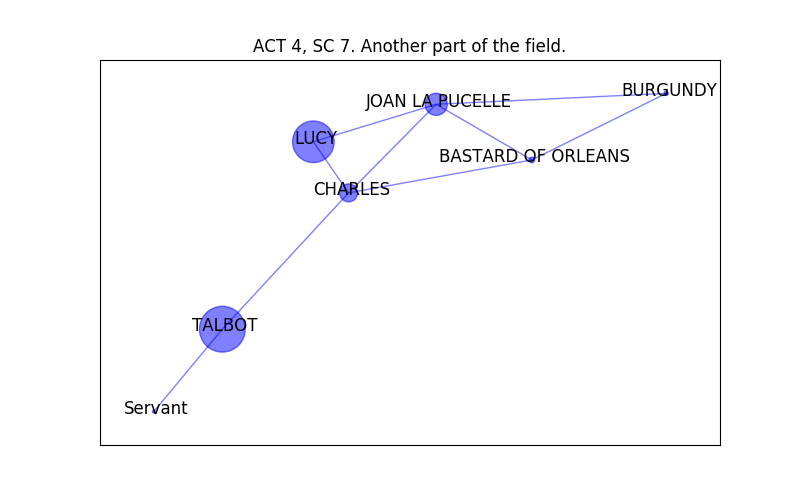 ACT 4, SC 7. Another part of the field.
BURGUNDY
JOAN LA PUCELLE
LUCY
BASTARD OF ORLEANS
CHARLES
TALBOT
Servant